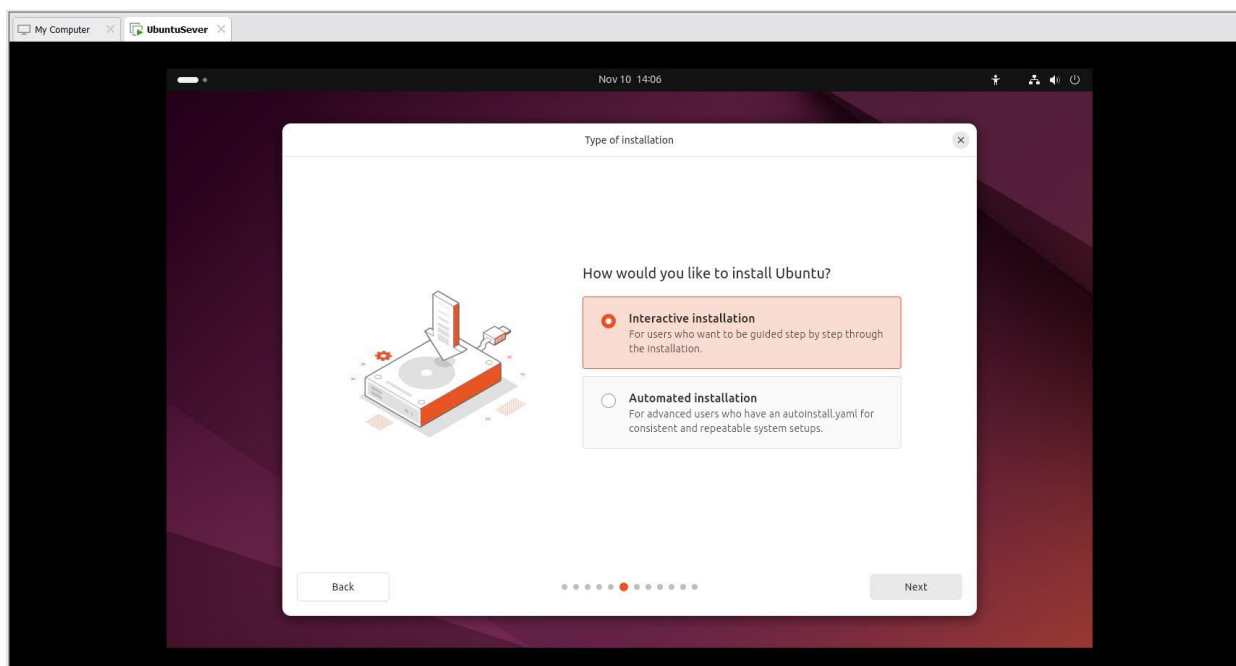 My Computer
UbuntuSever
Nov 10 14:06
Type of installation
How would you like to install Ubuntu?
Interactive installation
For users who want to be guided step by step through
the installation.
Automated installation
For advanced users who have an autoinstall.yaml for
consistent and repeatable system setups.
Back
Next